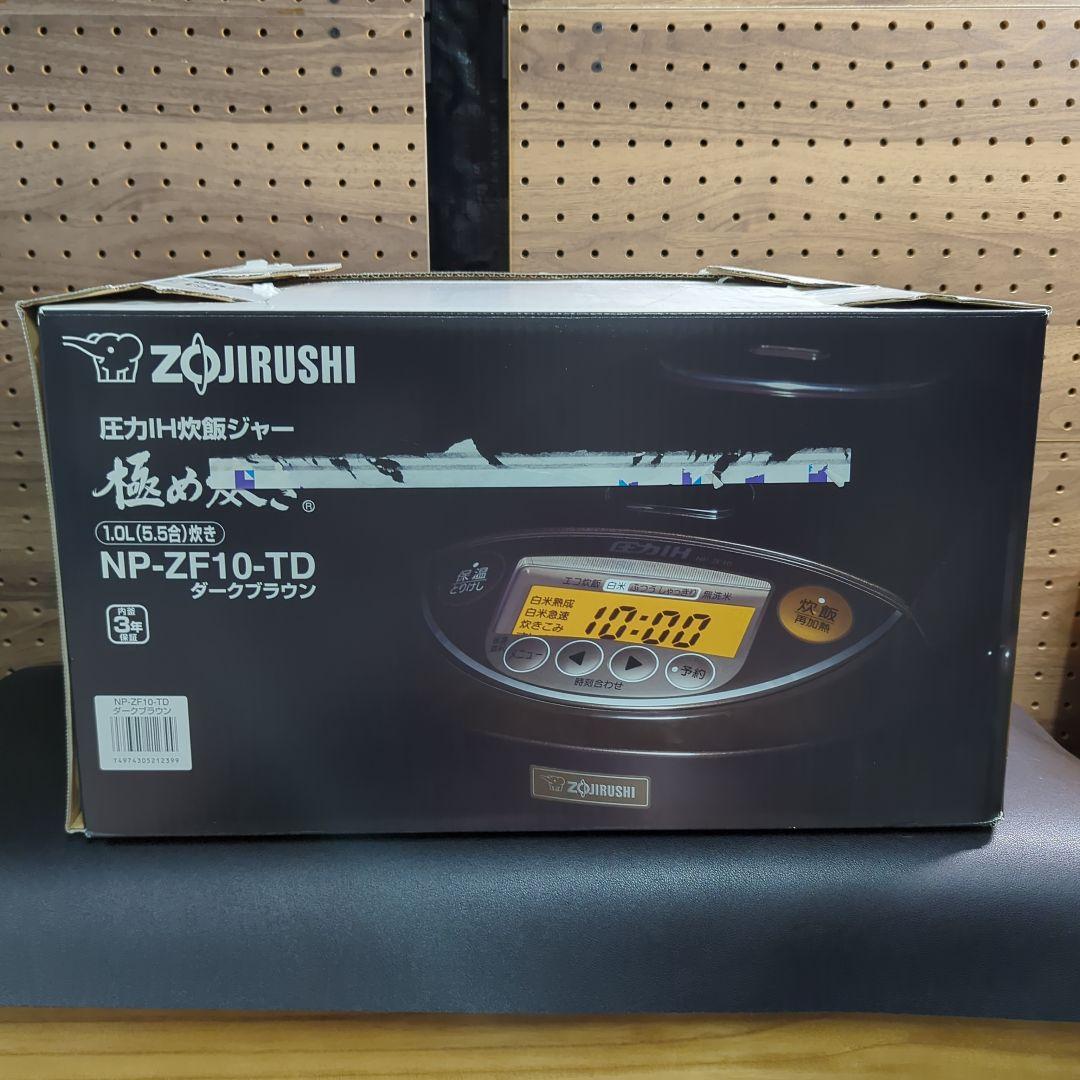 ZOJIRUSHI
圧力IH炊飯ジャー
極め炊き®
1.0L(5.5合)炊き
NP-ZF10-TD
ダークブラウン
内釜
3年
保証
NP-ZF10-TD
ダークブラウン
Y4974305212399
圧力IH NP-ZF10
保温
とりけし
エコ炊飯 白米 ふつう しゃっきり 無洗米
白米熟成
白米急速
炊きこみ
10:00
炊飯
再加熱
メニュー
予約
時刻合わせ
ZOJIRUSHI